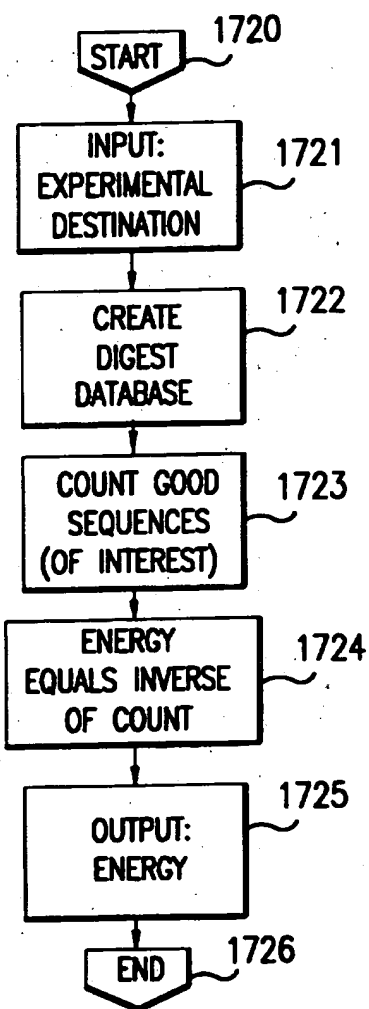 START
1720
INPUT:
EXPERIMENTAL
DESTINATION
1721
CREATE
DIGEST
DATABASE
1722
COUNT GOOD
SEQUENCES
(OF INTEREST)
1723
ENERGY
EQUALS INVERSE
OF COUNT
1724
OUTPUT:
ENERGY
1725
END
1726